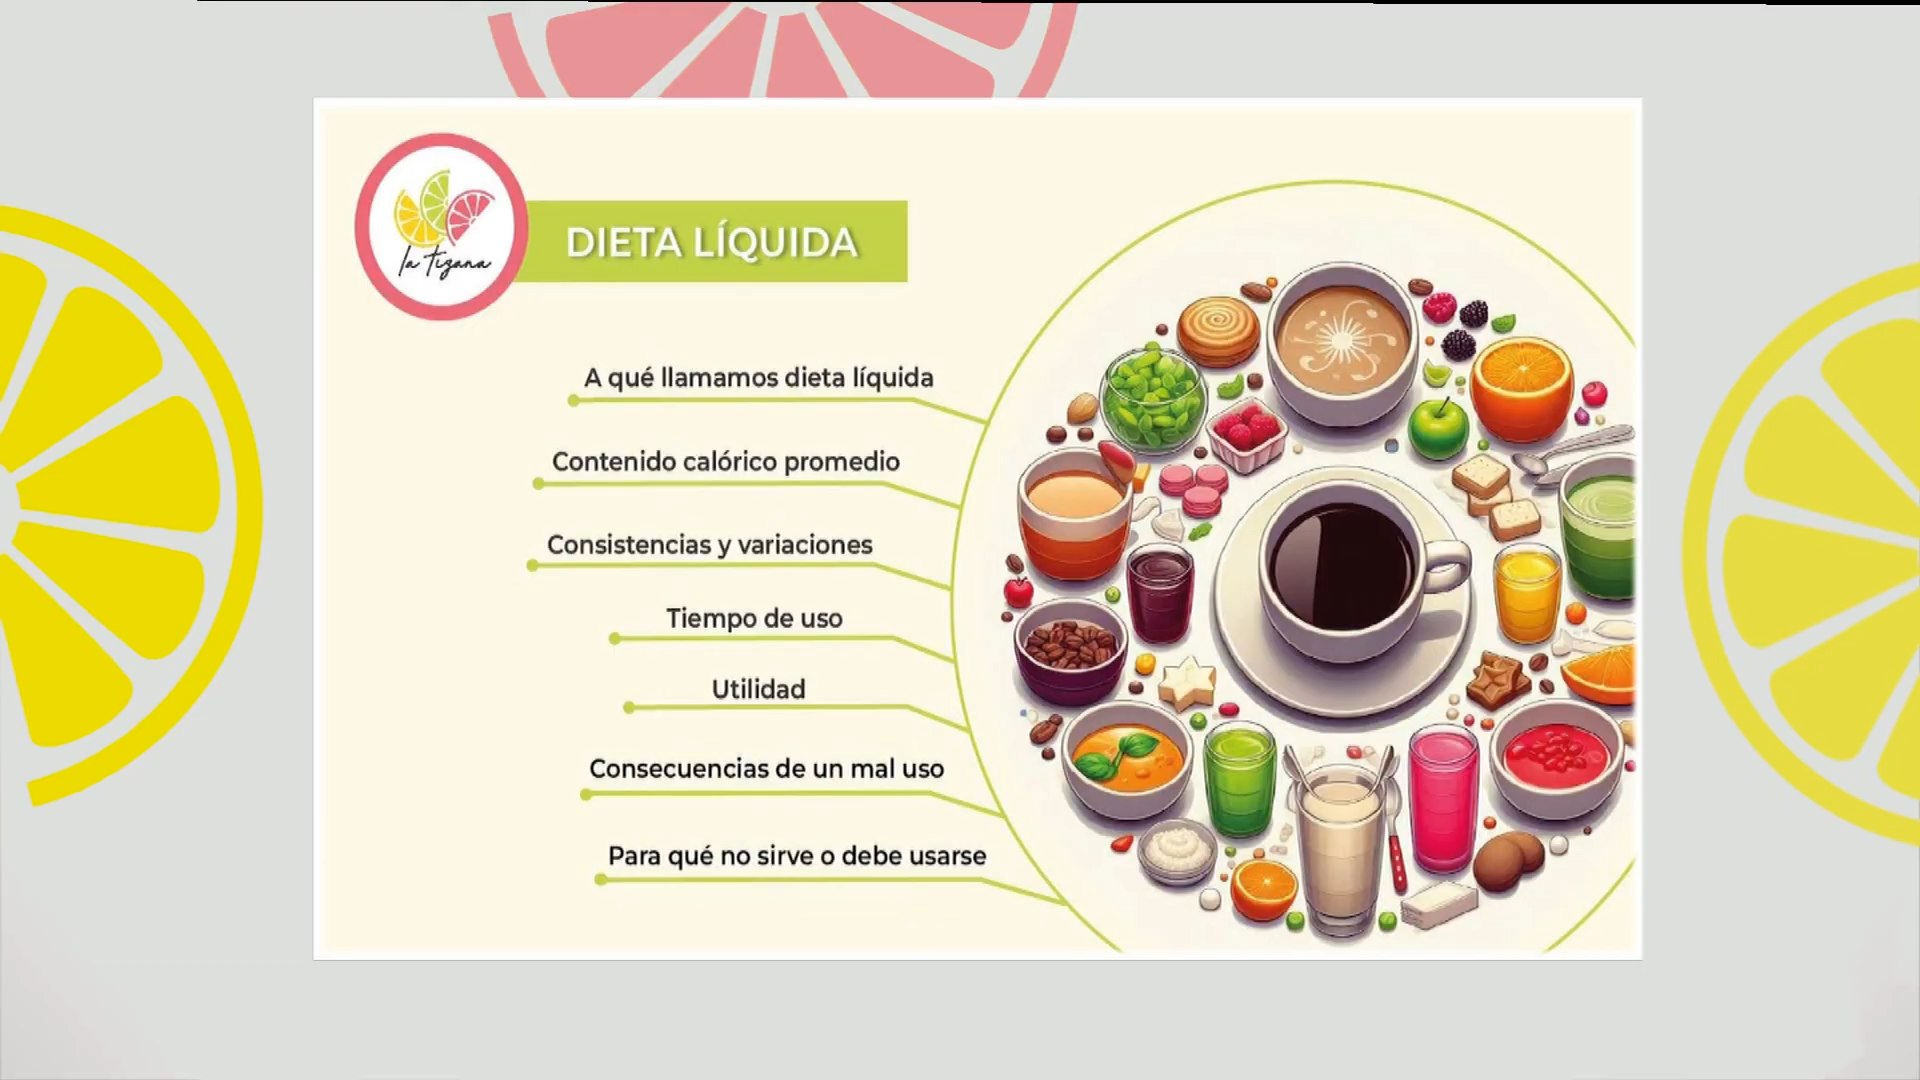 la tizana
DIETA LÍQUIDA
A qué llamamos dieta líquida
Contenido calórico promedio
Consistencias y variaciones
Tiempo de uso
Utilidad
Consecuencias de un mal uso
Para qué no sirve o debe usarse